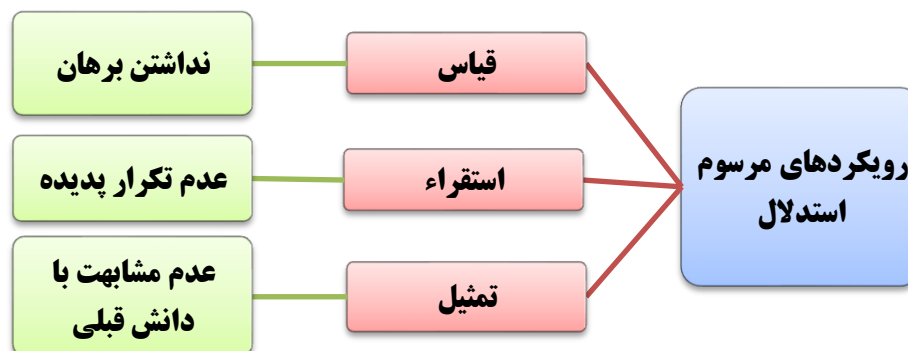 رویکردهای مرسوم
استدلال
قیاس
نداشتن برهان
استقراء
عدم تکرار پدیده
تمثیل
عدم مشابهت با
دانش قبلی